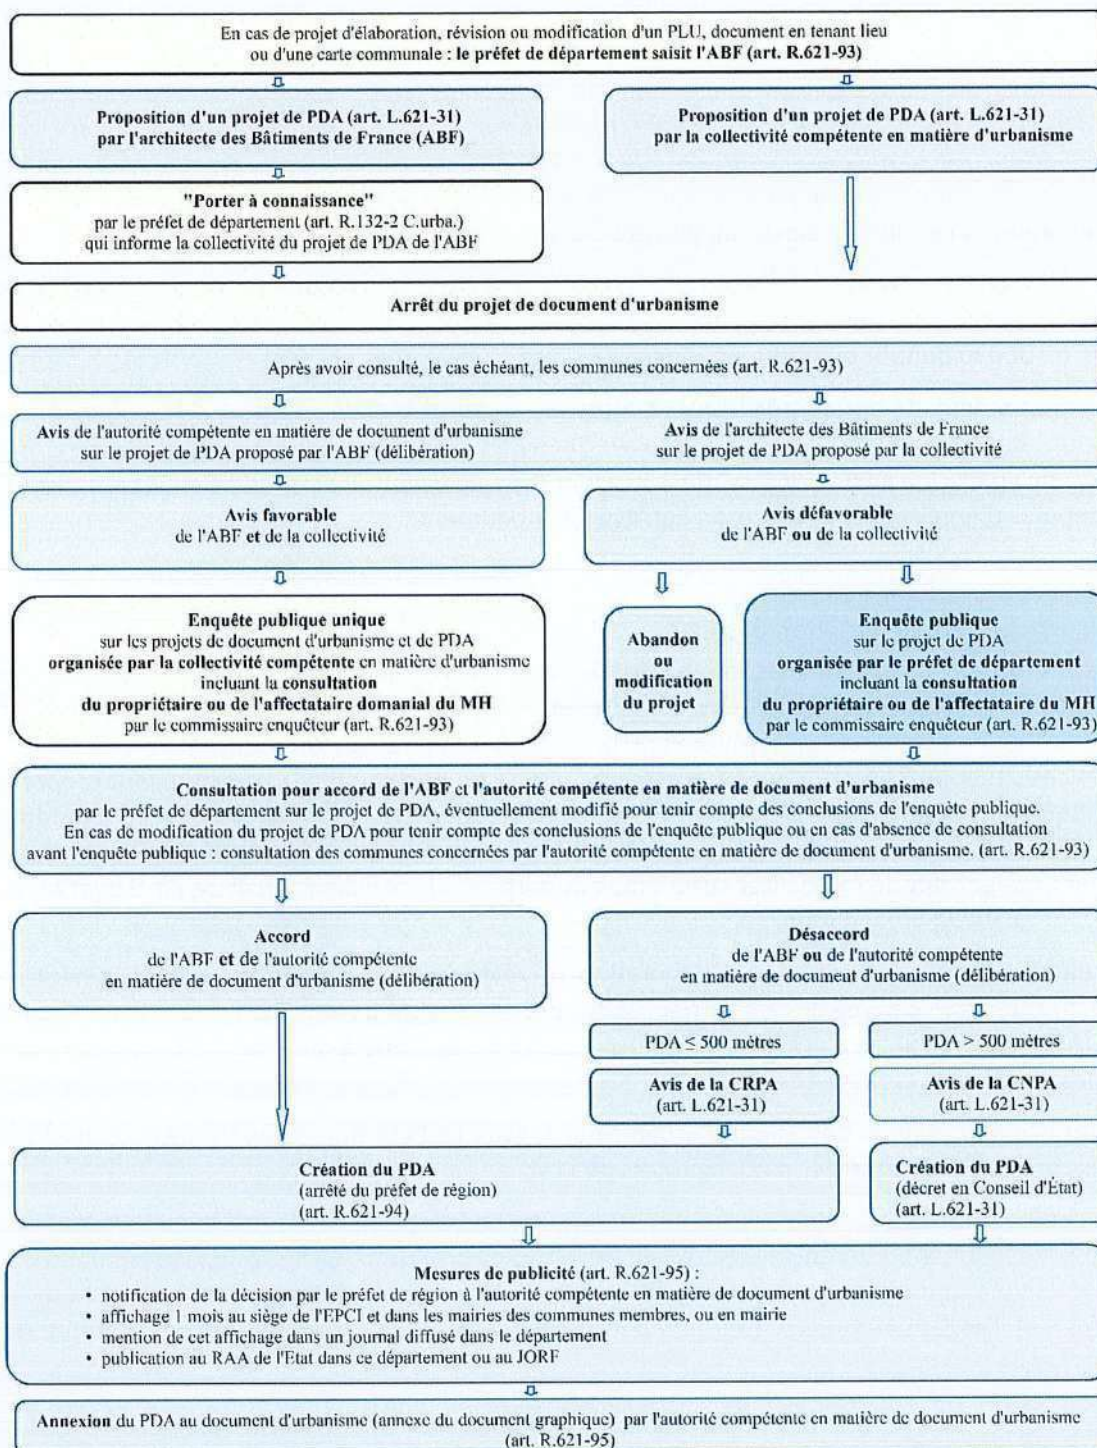 En cas de projet d'élaboration, révision ou modification d'un PLU, document en tenant lieu
ou d'une carte communale : le préfet de département saisit l'ABF (art. R.621-93)
Proposition d'un projet de PDA (art. L.621-31)
par l'architecte des Bâtiments de France (ABF)
Proposition d'un projet de PDA (art. L.621-31)
par la collectivité compétente en matière d'urbanisme
"Porter à connaissance"
par le préfet de département (art. R.132-2 C.urba.)
qui informe la collectivité du projet de PDA de l'ABF
Arrêt du projet de document d'urbanisme
Après avoir consulté, le cas échéant, les communes concernées (art. R.621-93)
Avis de l'autorité compétente en matière de document d'urbanisme
sur le projet de PDA proposé par l'ABF (délibération)
Avis de l'architecte des Bâtiments de France
sur le projet de PDA proposé par la collectivité
Avis favorable
de l'ABF et de la collectivité
Avis défavorable
de l'ABF ou de la collectivité
Enquête publique unique
sur les projets de document d'urbanisme et de PDA
organisée par la collectivité compétente en matière d'urbanisme
incluant la consultation
du propriétaire ou de l'affectataire domanial du MH
par le commissaire enquêteur (art. R.621-93)
Abandon
ou
modification
du projet
Enquête publique
sur le projet de PDA
organisée par le préfet de département
incluant la consultation
du propriétaire ou de l'affectataire du MH
par le commissaire enquêteur (art. R.621-93)
Consultation pour accord de l'ABF et l'autorité compétente en matière de document d'urbanisme
par le préfet de département sur le projet de PDA, éventuellement modifié pour tenir compte des conclusions de l'enquête publique.
En cas de modification du projet de PDA pour tenir compte des conclusions de l'enquête publique ou en cas d'absence de consultation
avant l'enquête publique : consultation des communes concernées par l'autorité compétente en matière de document d'urbanisme. (art. R.621-93)
Accord
de l'ABF et de l'autorité compétente
en matière de document d'urbanisme (délibération)
Désaccord
de l'ABF ou de l'autorité compétente
en matière de document d'urbanisme (délibération)
PDA ≤ 500 mètres
PDA > 500 mètres
Avis de la CRPA
(art. L.621-31)
Avis de la CNPA
(art. L.621-31)
Création du PDA
(arrêté du préfet de région)
(art. R.621-94)
Création du PDA
(décret en Conseil d'État)
(art. L.621-31)
Mesures de publicité (art. R.621-95) :
• notification de la décision par le préfet de région à l'autorité compétente en matière de document d'urbanisme
• affichage 1 mois au siège de l'EPCI et dans les mairies des communes membres, ou en mairie
• mention de cet affichage dans un journal diffusé dans le département
• publication au RAA de l'Etat dans ce département ou au JORF
Annexion du PDA au document d'urbanisme (annexe du document graphique) par l'autorité compétente en matière de document d'urbanisme
(art. R.621-95)